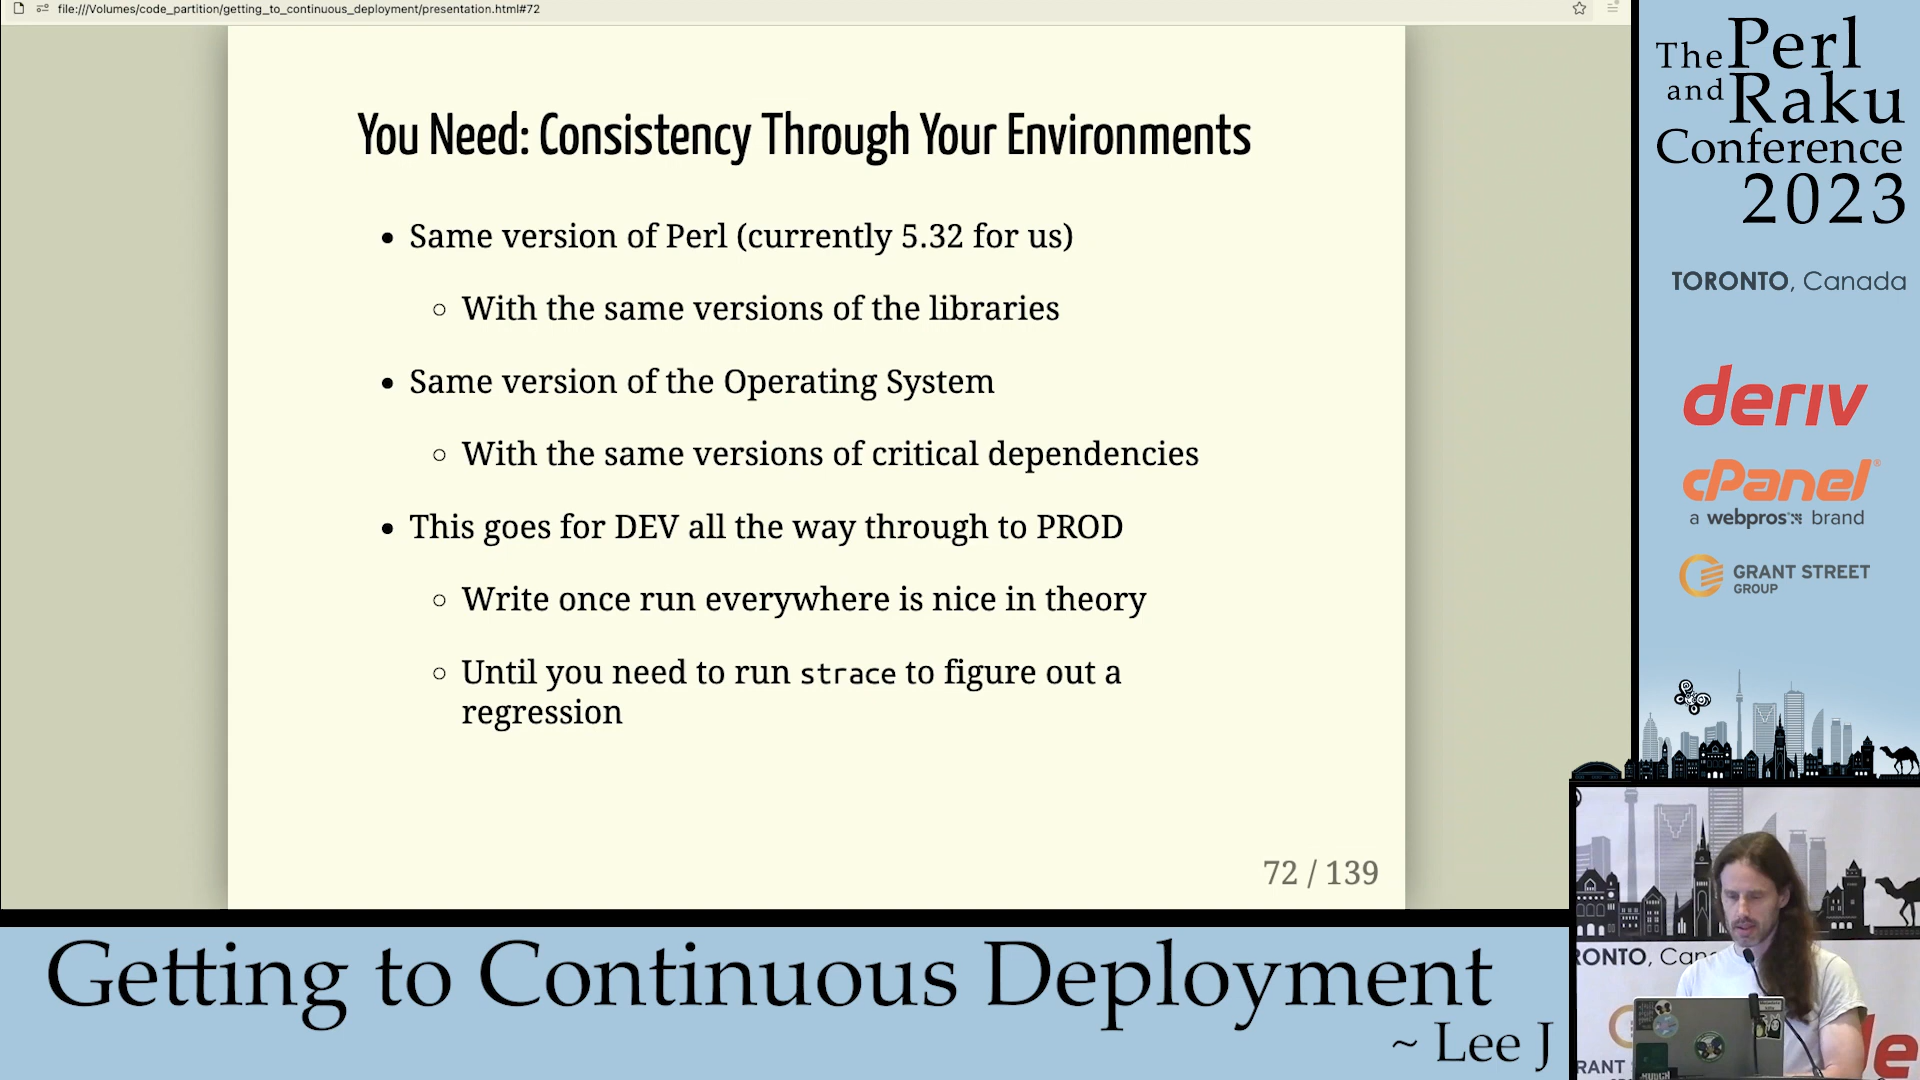 file:///Volumes/code_partition/getting_to_continuous_deployment/presentation.html#72
You Need: Consistency Through Your Environments
• Same version of Perl (currently 5.32 for us)
○ With the same versions of the libraries
• Same version of the Operating System
○ With the same versions of critical dependencies
• This goes for DEV all the way through to PROD
○ Write once run everywhere is nice in theory
○ Until you need to run strace to figure out a
regression
72 / 139
The Perl
and Raku
Conference
2023
TORONTO, Canada
deriv
cPanel®
a webpros brand
GRANT STREET
GROUP
Getting to Continuous Deployment
~ Lee J
RONTO, Can
RANT S